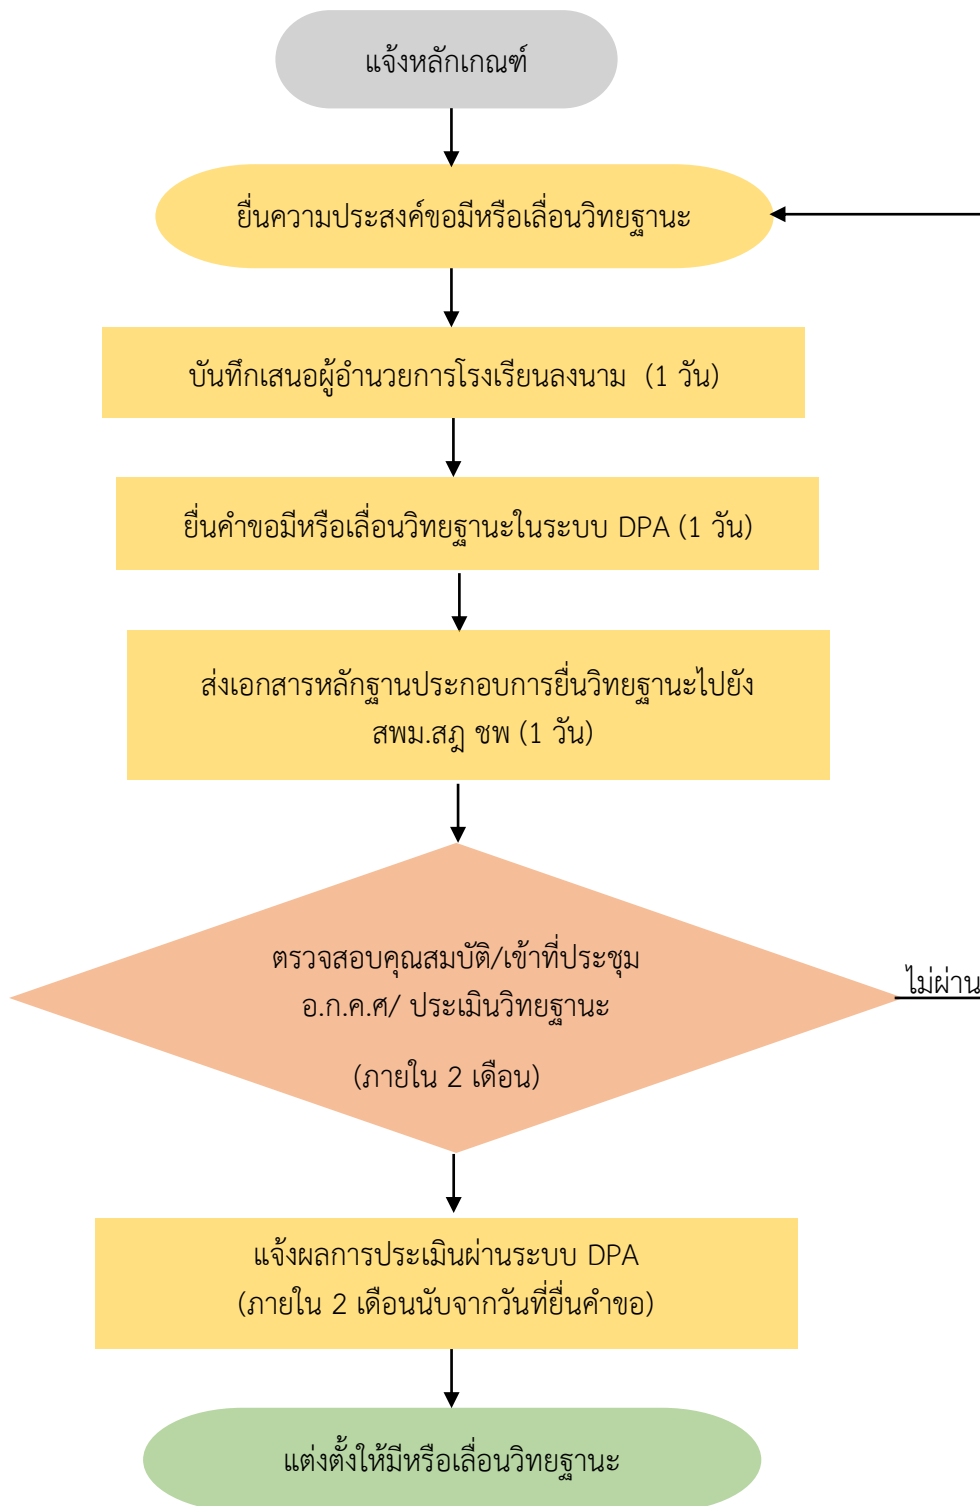 แจ้งหลักเกณฑ์
ยื่นความประสงค์ขอมีหรือเลื่อนวิทยฐานะ
บันทึกเสนอผู้อำนวยการโรงเรียนลงนาม (1 วัน)
ยื่นคำขอมีหรือเลื่อนวิทยฐานะในระบบ DPA (1 วัน)
ส่งเอกสารหลักฐานประกอบการยื่นวิทยฐานะไปยัง
สพม.สฎ ชพ (1 วัน)
ตรวจสอบคุณสมบัติ/เข้าที่ประชุม
อ.ก.ค.ศ/ ประเมินวิทยฐานะ
(ภายใน 2 เดือน)
ไม่ผ่าน
แจ้งผลการประเมินผ่านระบบ DPA
(ภายใน 2 เดือนนับจากวันที่ยื่นคำขอ)
แต่งตั้งให้มีหรือเลื่อนวิทยฐานะ